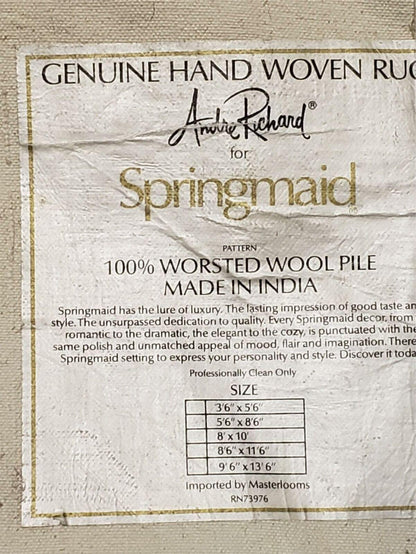 GENUINE HAND WOVEN RUG
André Richard®
for
Springmaid
PATTERN
100% WORSTED WOOL PILE
MADE IN INDIA
Springmaid has the lure of luxury. The lasting impression of good taste an
style. The unsurpassed dedication to quality. Every Springmaid decor, from
romantic to the dramatic, the elegant to the cozy, is punctuated with the
same polish and unmatched appeal of mood, flair and imagination. There
Springmaid setting to express your personality and style. Discover it toda
Professionally Clean Only
SIZE
3'6" x 5'6"
5'6" x 8'6"
8' x 10'
8'6" x 11'6"
9' 6" x 13' 6"
Imported by Masterlooms
RN73976